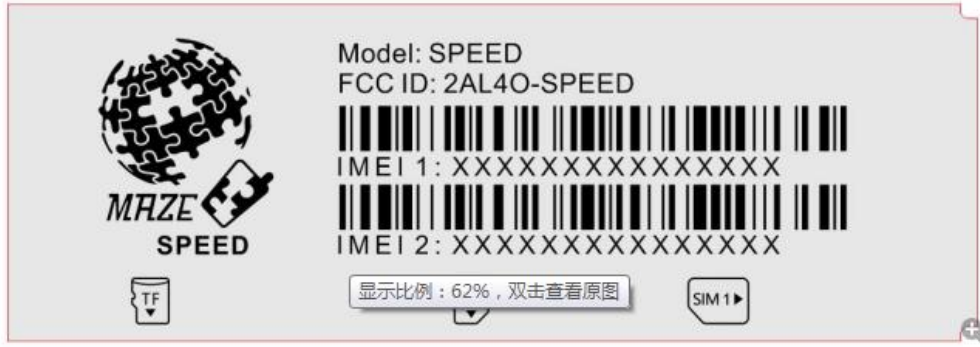 Model: SPEED
FCC ID: 2AL4O-SPEED
IMEI 1: XXXXXXXXXXXXXXX
IMEI 2: XXXXXXXXXXXXXXX
MAZE
SPEED
TF
显示比例：62%，双击查看原图
SIM 1